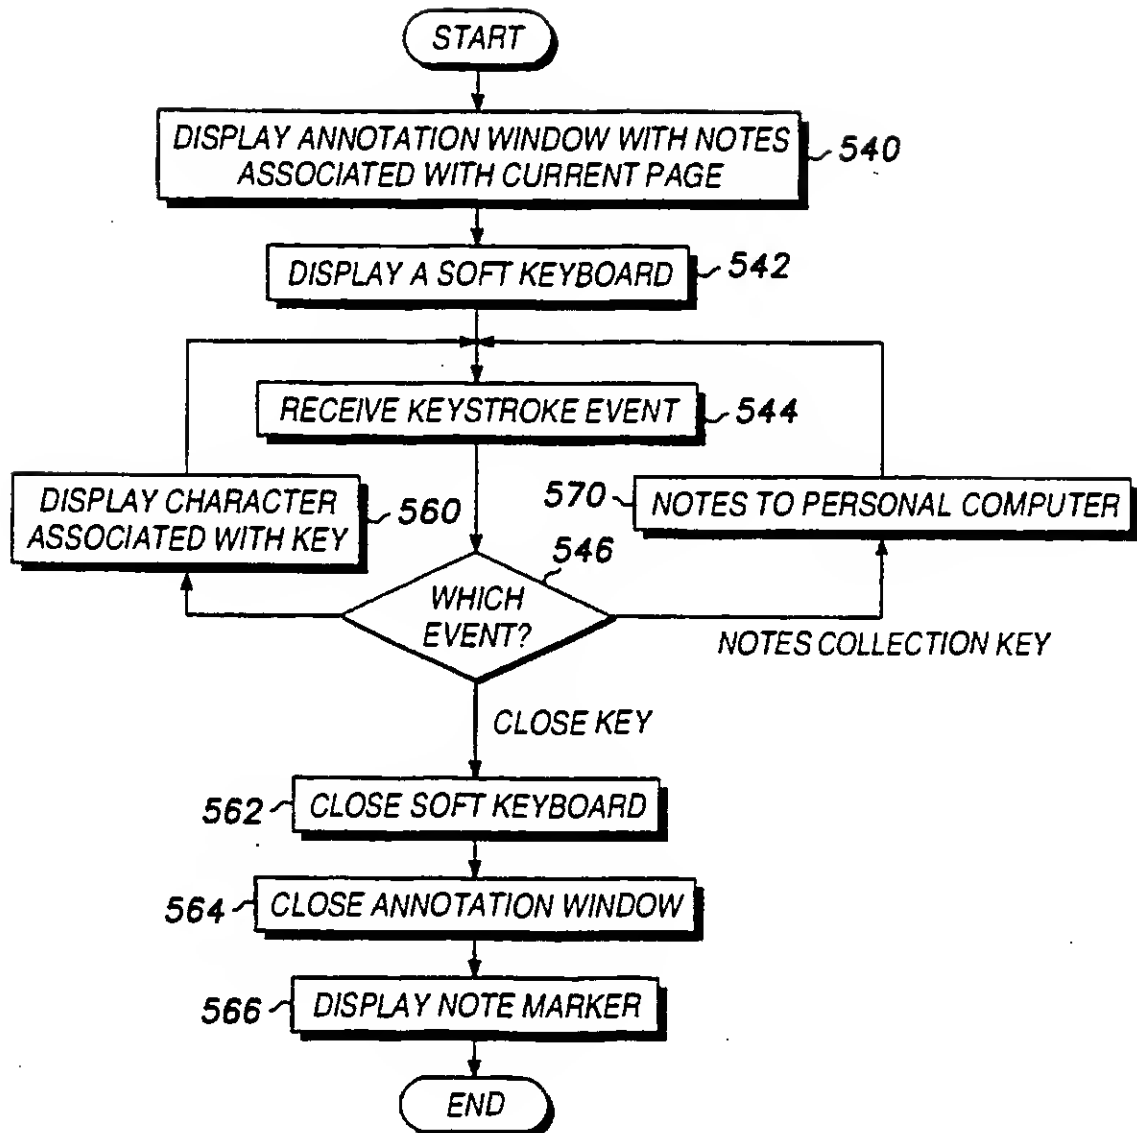 START
DISPLAY ANNOTATION WINDOW WITH NOTES
ASSOCIATED WITH CURRENT PAGE
540
DISPLAY A SOFT KEYBOARD
542
RECEIVE KEYSTROKE EVENT
544
DISPLAY CHARACTER
ASSOCIATED WITH KEY
560
570
NOTES TO PERSONAL COMPUTER
546
WHICH
EVENT?
NOTES COLLECTION KEY
CLOSE KEY
562
CLOSE SOFT KEYBOARD
564
CLOSE ANNOTATION WINDOW
566
DISPLAY NOTE MARKER
END